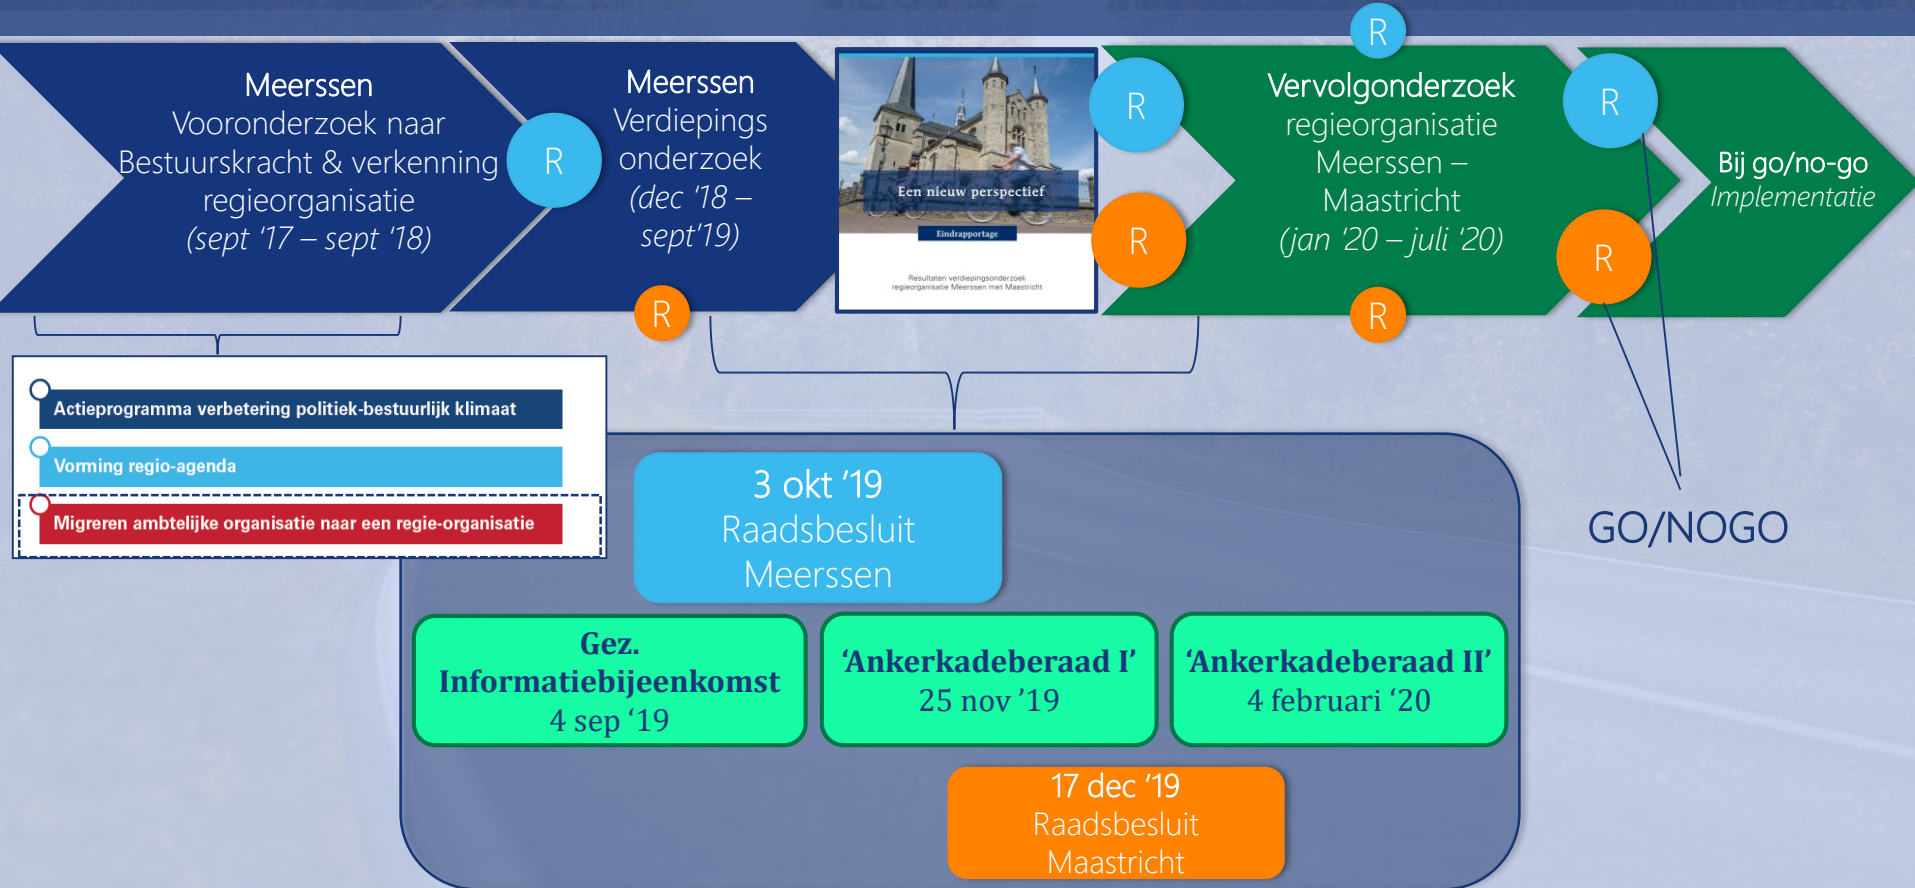 Meerssen
Vooronderzoek naar
Bestuurskracht & verkenning
regieorganisatie
(sept '17 – sept '18)
R
Meerssen
Verdiepings
onderzoek
(dec '18 –
sept'19)
R
Een nieuw perspectief
Eindrapportage
Resultaten verdiepingsonderzoek
regieorganisatie Meerssen met Maastricht
R
R
R
Vervolgonderzoek
regieorganisatie
Meerssen –
Maastricht
(jan '20 – juli '20)
R
R
R
Bij go/no-go
Implementatie
Actieprogramma verbetering politiek-bestuurlijk klimaat
Vorming regio-agenda
Migreren ambtelijke organisatie naar een regie-organisatie
GO/NOGO
3 okt '19
Raadsbesluit
Meerssen
Gez.
Informatiebijeenkomst
4 sep ‘19
‘Ankerkadeberaad I’
25 nov ’19
‘Ankerkadeberaad II’
4 februari ‘20
17 dec '19
Raadsbesluit
Maastricht